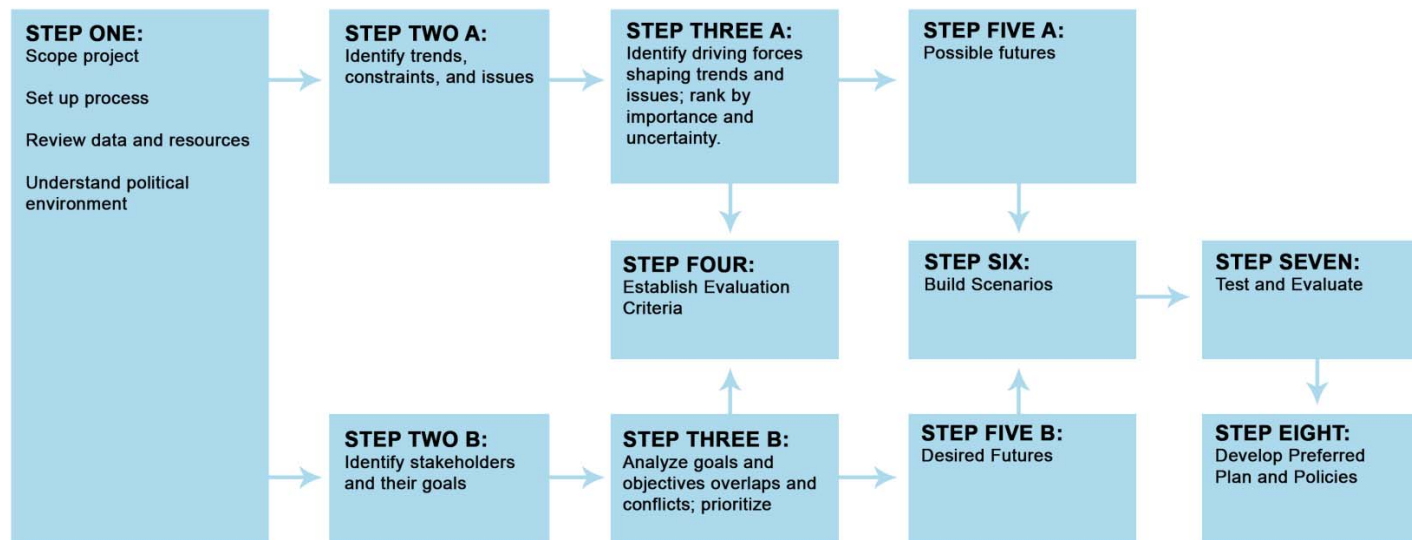 STEP ONE:
Scope project
Set up process
Review data and resources
Understand political
environment
STEP TWO A:
Identify trends,
constraints, and issues
STEP THREE A:
Identify driving forces
shaping trends and
issues; rank by
importance and
uncertainty.
STEP FIVE A:
Possible futures
STEP FOUR:
Establish Evaluation
Criteria
STEP SIX:
Build Scenarios
STEP SEVEN:
Test and Evaluate
STEP TWO B:
Identify stakeholders
and their goals
STEP THREE B:
Analyze goals and
objectives overlaps and
conflicts; prioritize
STEP FIVE B:
Desired Futures
STEP EIGHT:
Develop Preferred
Plan and Policies